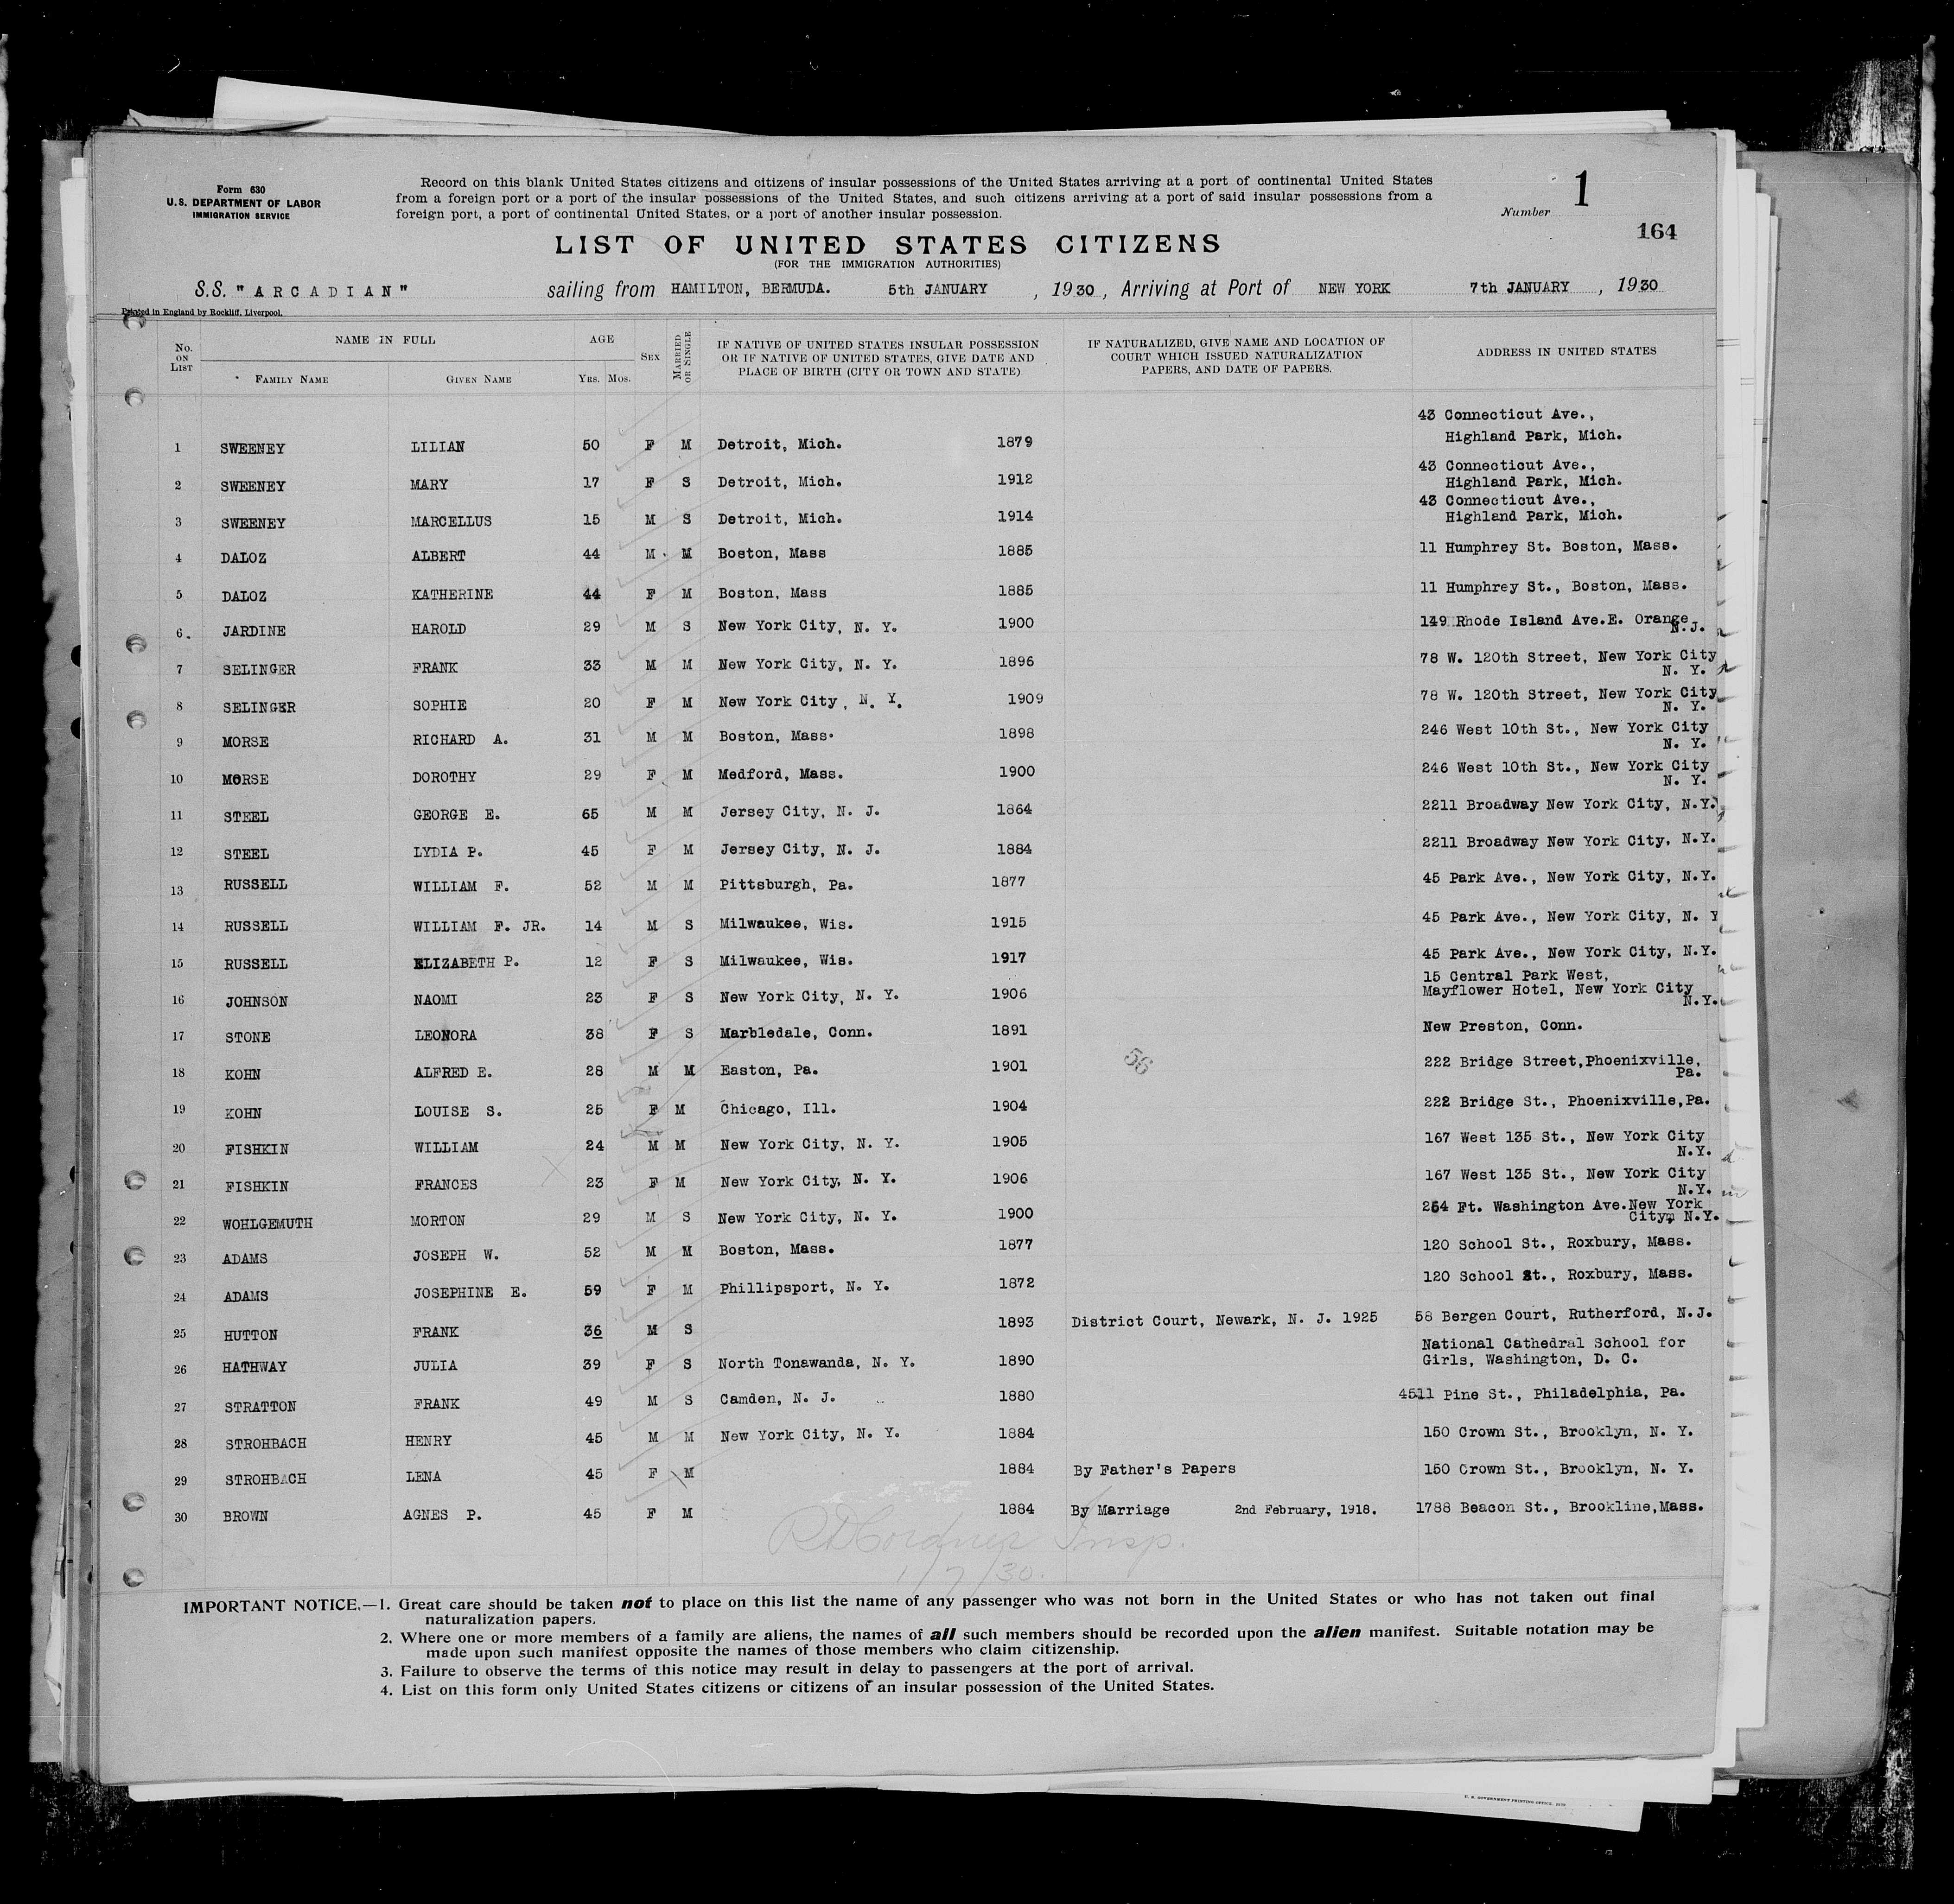 Form 630
U.S. DEPARTMENT OF LABOR
IMMIGRATION SERVICE
Record on this blank United States citizens and citizens of insular possessions of the United States arriving at a port of continental United States
from a foreign port or a port of the insular possessions of the United States, and such citizens arriving at a port of said insular possessions from a
foreign port, a port of continental United States, or a port of another insular possession.
Number 1
164
LIST OF UNITED STATES CITIZENS
(FOR THE IMMIGRATION AUTHORITIES)
S.S. "ARCADIAN" sailing from HAMILTON, BERMUDA. 5th JANUARY, 1930, Arriving at Port of NEW YORK 7th JANUARY, 1930
Printed in England by Rockliff, Liverpool.
No. ON LIST
NAME IN FULL
FAMILY NAME GIVEN NAME
AGE
YRS. MOS.
SEX
MARRIED OR SINGLE
IF NATIVE OF UNITED STATES INSULAR POSSESSION
OR IF NATIVE OF UNITED STATES, GIVE DATE AND
PLACE OF BIRTH (CITY OR TOWN AND STATE)
IF NATURALIZED, GIVE NAME AND LOCATION OF
COURT WHICH ISSUED NATURALIZATION
PAPERS, AND DATE OF PAPERS.
ADDRESS IN UNITED STATES
1 SWEENEY LILIAN 50 F M Detroit, Mich. 1879 43 Connecticut Ave.,
Highland Park, Mich.
2 SWEENEY MARY 17 F S Detroit, Mich. 1912 43 Connecticut Ave.,
Highland Park, Mich.
3 SWEENEY MARCELLUS 15 M S Detroit, Mich. 1914 43 Connecticut Ave.,
Highland Park, Mich.
4 DALOZ ALBERT 44 M M Boston, Mass 1885 11 Humphrey St. Boston, Mass.
5 DALOZ KATHERINE 44 F M Boston, Mass 1885 11 Humphrey St., Boston, Mass.
6. JARDINE HAROLD 29 M S New York City, N. Y. 1900 149 Rhode Island Ave.E. Orange
N.J.
7 SELINGER FRANK 33 M M New York City, N. Y. 1896 78 W. 120th Street, New York City
N. Y.
8 SELINGER SOPHIE 20 F M New York City, N. Y. 1909 78 W. 120th Street, New York City
N. Y.
9 MORSE RICHARD A. 31 M M Boston, Mass. 1898 246 West 10th St., New York City
N. Y.
10 MORSE DOROTHY 29 F M Medford, Mass. 1900 246 West 10th St., New York City
N. Y.
11 STEEL GEORGE E. 65 M M Jersey City, N. J. 1864 2211 Broadway New York City, N.Y.
12 STEEL LYDIA P. 45 F M Jersey City, N. J. 1884 2211 Broadway New York City, N.Y.
13 RUSSELL WILLIAM F. 52 M M Pittsburgh, Pa. 1877 45 Park Ave., New York City, N.Y.
14 RUSSELL WILLIAM F. JR. 14 M S Milwaukee, Wis. 1915 45 Park Ave., New York City, N. Y
15 RUSSELL ELIZABETH P. 12 F S Milwaukee, Wis. 1917 45 Park Ave., New York City, N.Y.
16 JOHNSON NAOMI 23 F S New York City, N. Y. 1906 15 Central Park West,
Mayflower Hotel, New York City
N.Y.
17 STONE LEONORA 38 F S Marbledale, Conn. 1891 New Preston, Conn.
18 KOHN ALFRED E. 28 M M Easton, Pa. 1901 56 222 Bridge Street,Phoenixville,
Pa.
19 KOHN LOUISE S. 25 F M Chicago, Ill. 1904 222 Bridge St., Phoenixville,Pa.
20 FISHKIN WILLIAM 24 M M New York City, N. Y. 1905 167 West 135 St., New York City
N.Y.
21 FISHKIN FRANCES 23 F M New York City, N. Y. 1906 167 West 135 St., New York City
N.Y.
22 WOHLGEMUTH MORTON 29 M S New York City, N. Y. 1900 264 Ft. Washington Ave.New York
City, N.Y.
23 ADAMS JOSEPH W. 52 M M Boston, Mass. 1877 120 School St., Roxbury, Mass.
24 ADAMS JOSEPHINE E. 59 F M Phillipsport, N. Y. 1872 120 School St., Roxbury, Mass.
25 HUTTON FRANK 36 M S 1893 District Court, Newark, N. J. 1925 58 Bergen Court, Rutherford, N.J.
26 HATHWAY JULIA 39 F S North Tonawanda, N. Y. 1890 National Cathedral School for
Girls, Washington, D. C.
27 STRATTON FRANK 49 M S Camden, N. J. 1880 4511 Pine St., Philadelphia, Pa.
28 STROHBACH HENRY 45 M M New York City, N. Y. 1884 150 Crown St., Brooklyn, N. Y.
29 STROHBACH LENA 45 F M 1884 By Father's Papers 150 Crown St., Brooklyn, N. Y.
30 BROWN AGNES P. 45 F M 1884 By Marriage 2nd February, 1918. 1788 Beacon St., Brookline,Mass.
RD Cordner Insp.
1/7/30.
IMPORTANT NOTICE.—1. Great care should be taken not to place on this list the name of any passenger who was not born in the United States or who has not taken out final
naturalization papers.
2. Where one or more members of a family are aliens, the names of all such members should be recorded upon the alien manifest. Suitable notation may be
made upon such manifest opposite the names of those members who claim citizenship.
3. Failure to observe the terms of this notice may result in delay to passengers at the port of arrival.
4. List on this form only United States citizens or citizens of an insular possession of the United States.